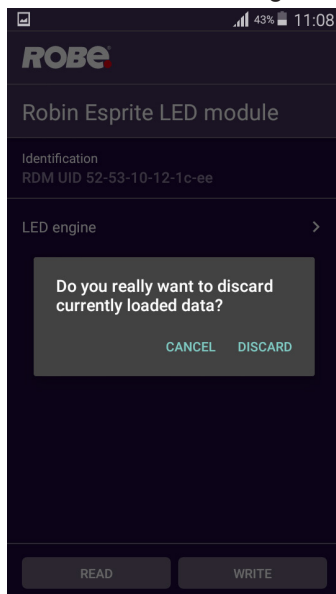 43% 11:08
ROBE
Robin Esprite LED module
Identification
RDM UID 52-53-10-12-1c-ee
LED engine
Do you really want to discard
currently loaded data?
CANCEL DISCARD
READ WRITE